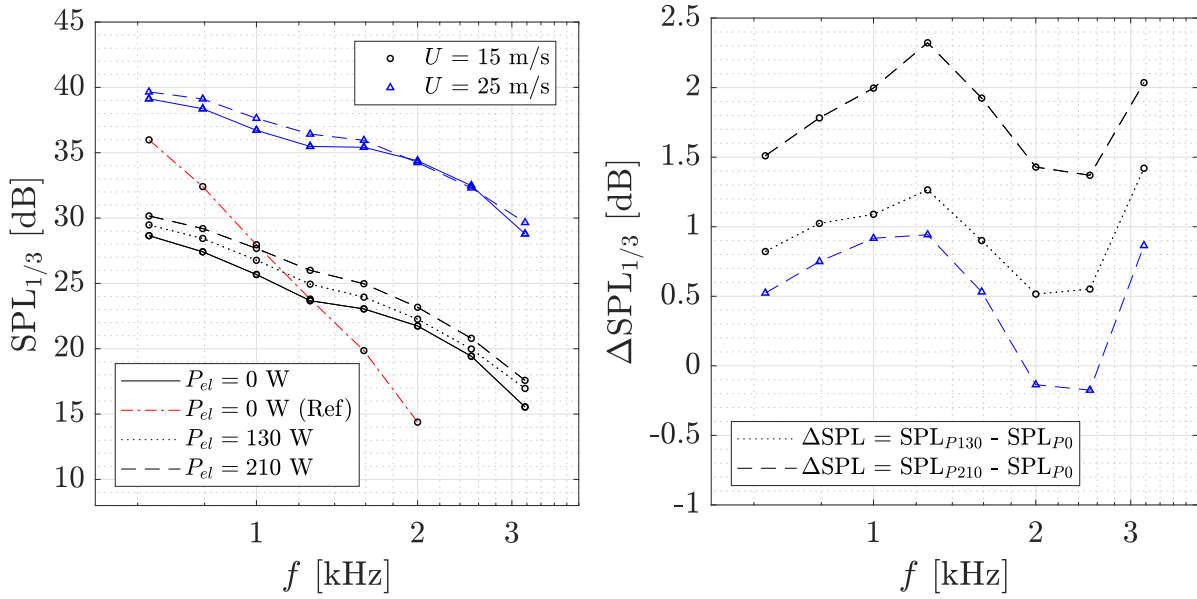 45
40
35
30
25
20
15
10
SPL1/3 [dB]
U = 15 m/s
U = 25 m/s
Pel = 0 W
Pel = 0 W (Ref)
Pel = 130 W
Pel = 210 W
1
2
3
f [kHz]
2.5
2
1.5
1
0.5
0
-0.5
-1
ΔSPL1/3 [dB]
ΔSPL = SPLP130 - SPLP0
ΔSPL = SPLP210 - SPLP0
1
2
3
f [kHz]